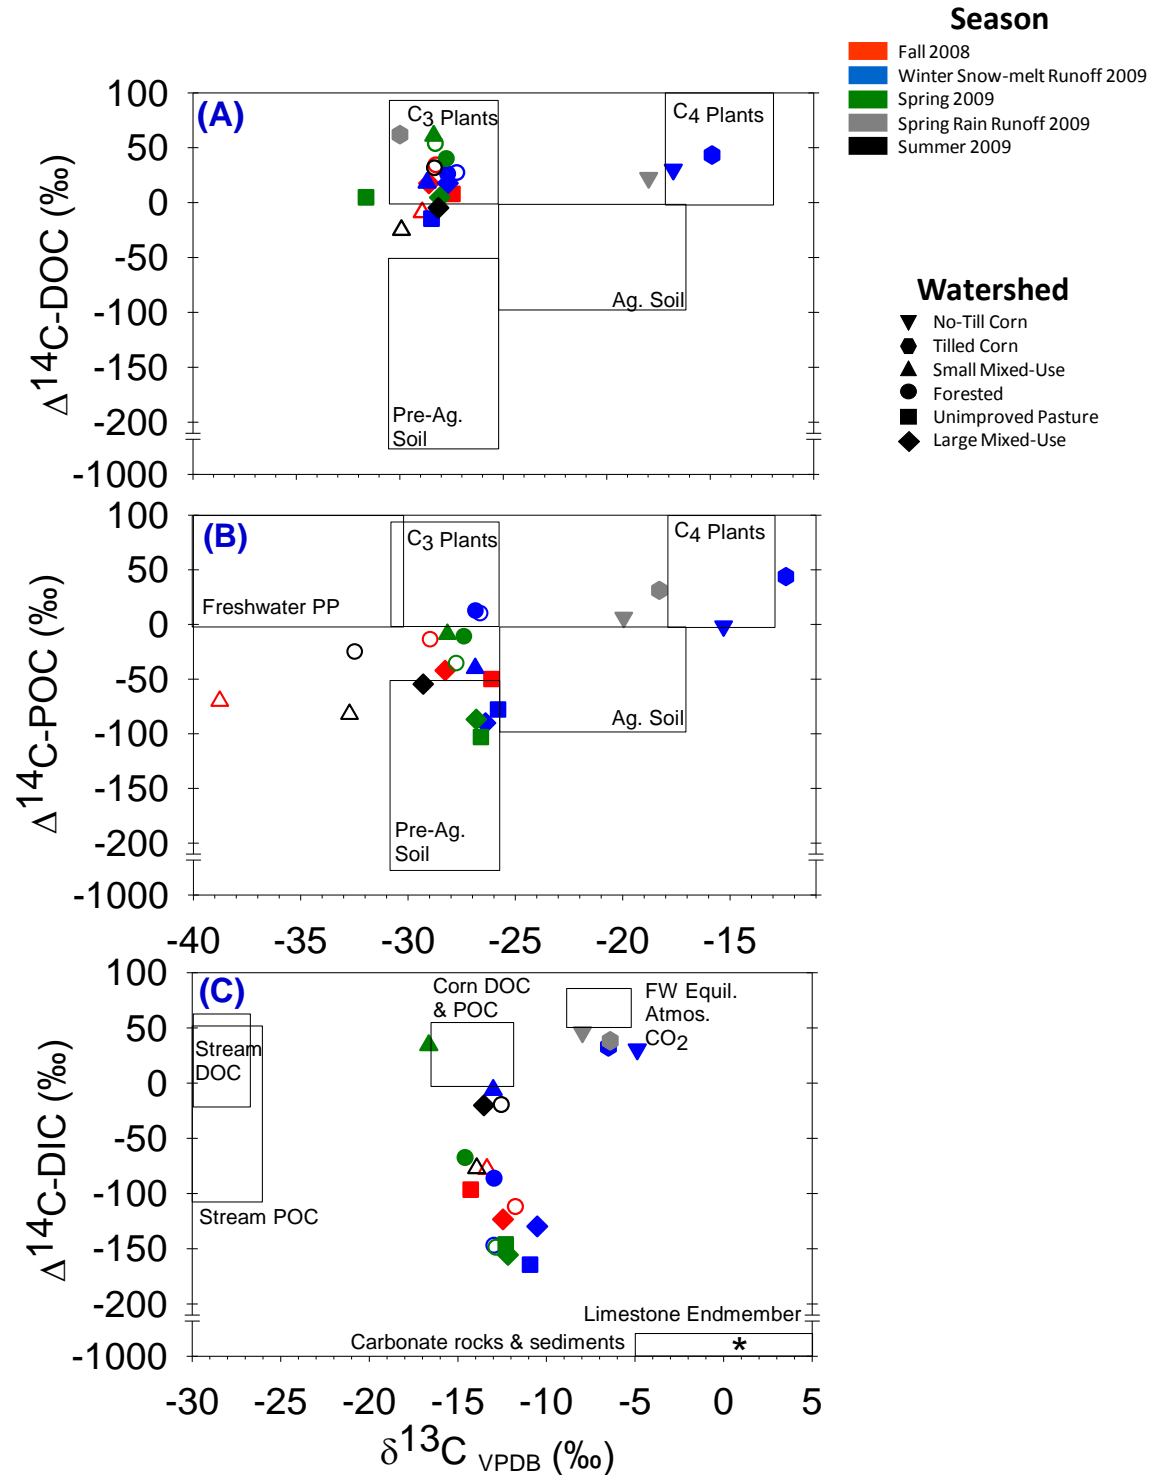 Season
Fall 2008
Winter Snow-melt Runoff 2009
Spring 2009
Spring Rain Runoff 2009
Summer 2009
Watershed
No-Till Corn
Tilled Corn
Small Mixed-Use
Forested
Unimproved Pasture
Large Mixed-Use
(A)
C3 Plants
C4 Plants
Ag. Soil
Pre-Ag.
Soil
100
50
0
-50
-100
-150
-200
-1000
Δ14C-DOC (‰)
(B)
C3 Plants
C4 Plants
Freshwater PP
Ag. Soil
Pre-Ag.
Soil
100
50
0
-50
-100
-150
-200
-1000
Δ14C-POC (‰)
-40 -35 -30 -25 -20 -15
(C)
Corn DOC
& POC
FW Equil.
Atmos.
CO2
Stream
DOC
Stream POC
Limestone Endmember
Carbonate rocks & sediments
*
100
50
0
-50
-100
-150
-200
-1000
Δ14C-DIC (‰)
-30 -25 -20 -15 -10 -5 0 5
δ13C VPDB (‰)